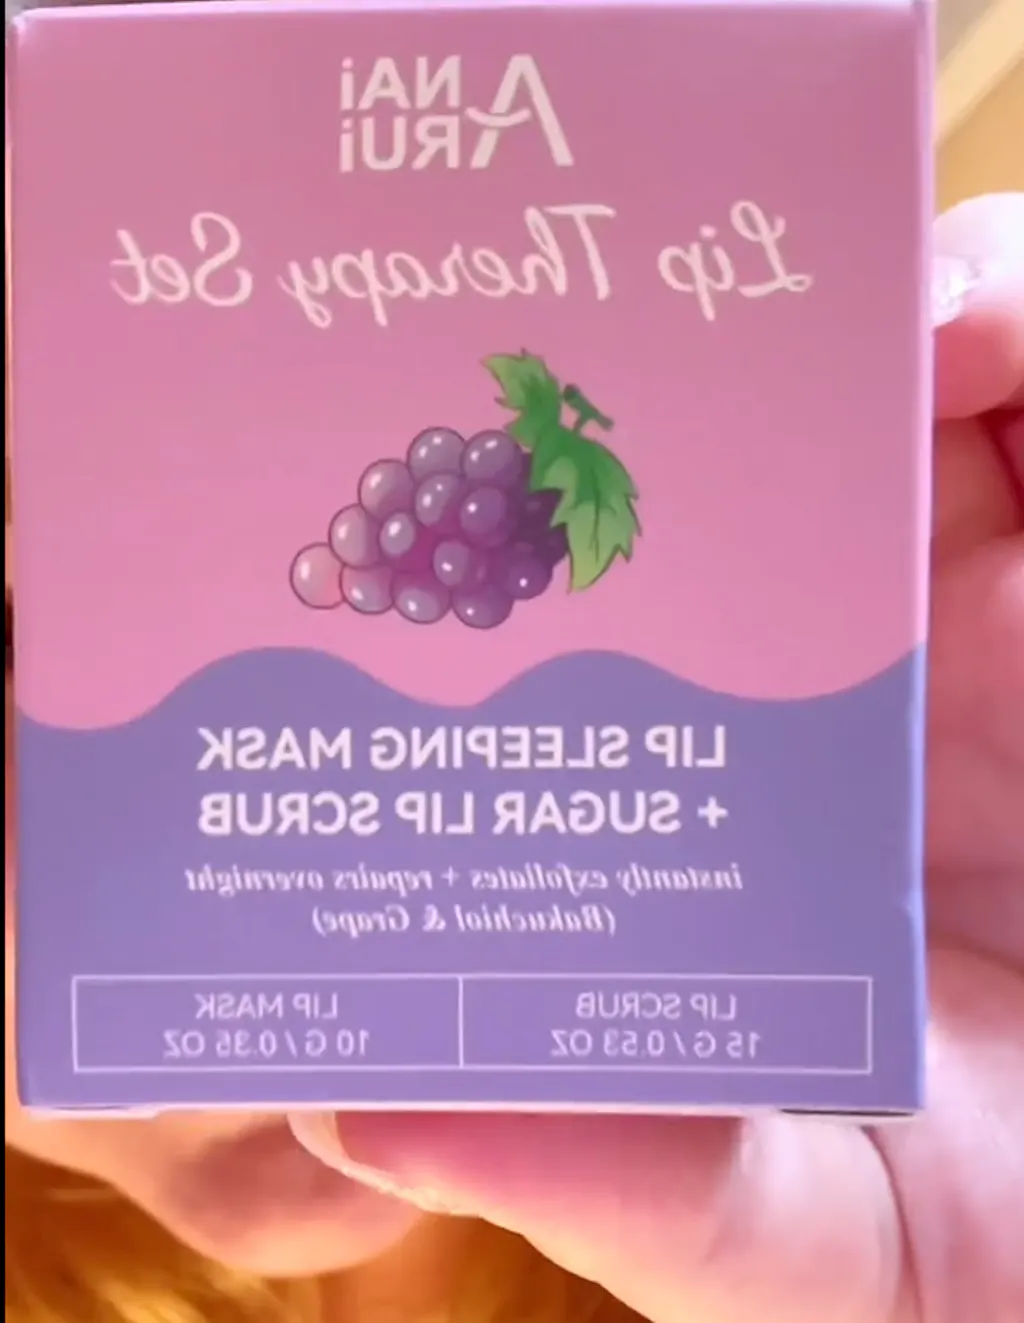 ANAi
RUi
Lip Therapy Set
LIP SLEEPING MASK
+ SUGAR LIP SCRUB
instantly exfoliates + repairs overnight
(Bakuchiol & Grape)
LIP SCRUB
15 G / 0.53 OZ
LIP MASK
10 G / 0.35 OZ